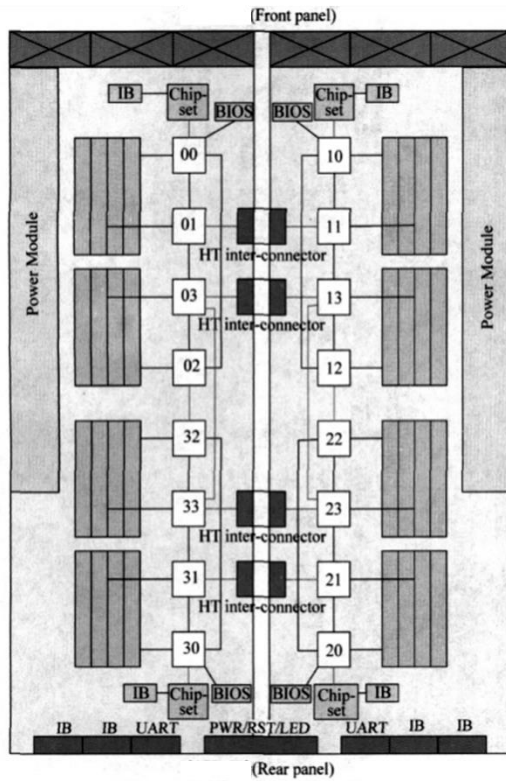 (Front panel)
IB
Chip-
set
BIOS
BIOS
Chip-
set
IB
00
10
01
11
HT inter-connector
03
13
HT inter-connector
02
12
Power Module
Power Module
32
22
33
23
HT inter-connector
31
21
HT inter-connector
30
20
IB
Chip-
set
BIOS
BIOS
Chip-
set
IB
IB IB UART PWR/RST/LED UART IB IB
(Rear panel)